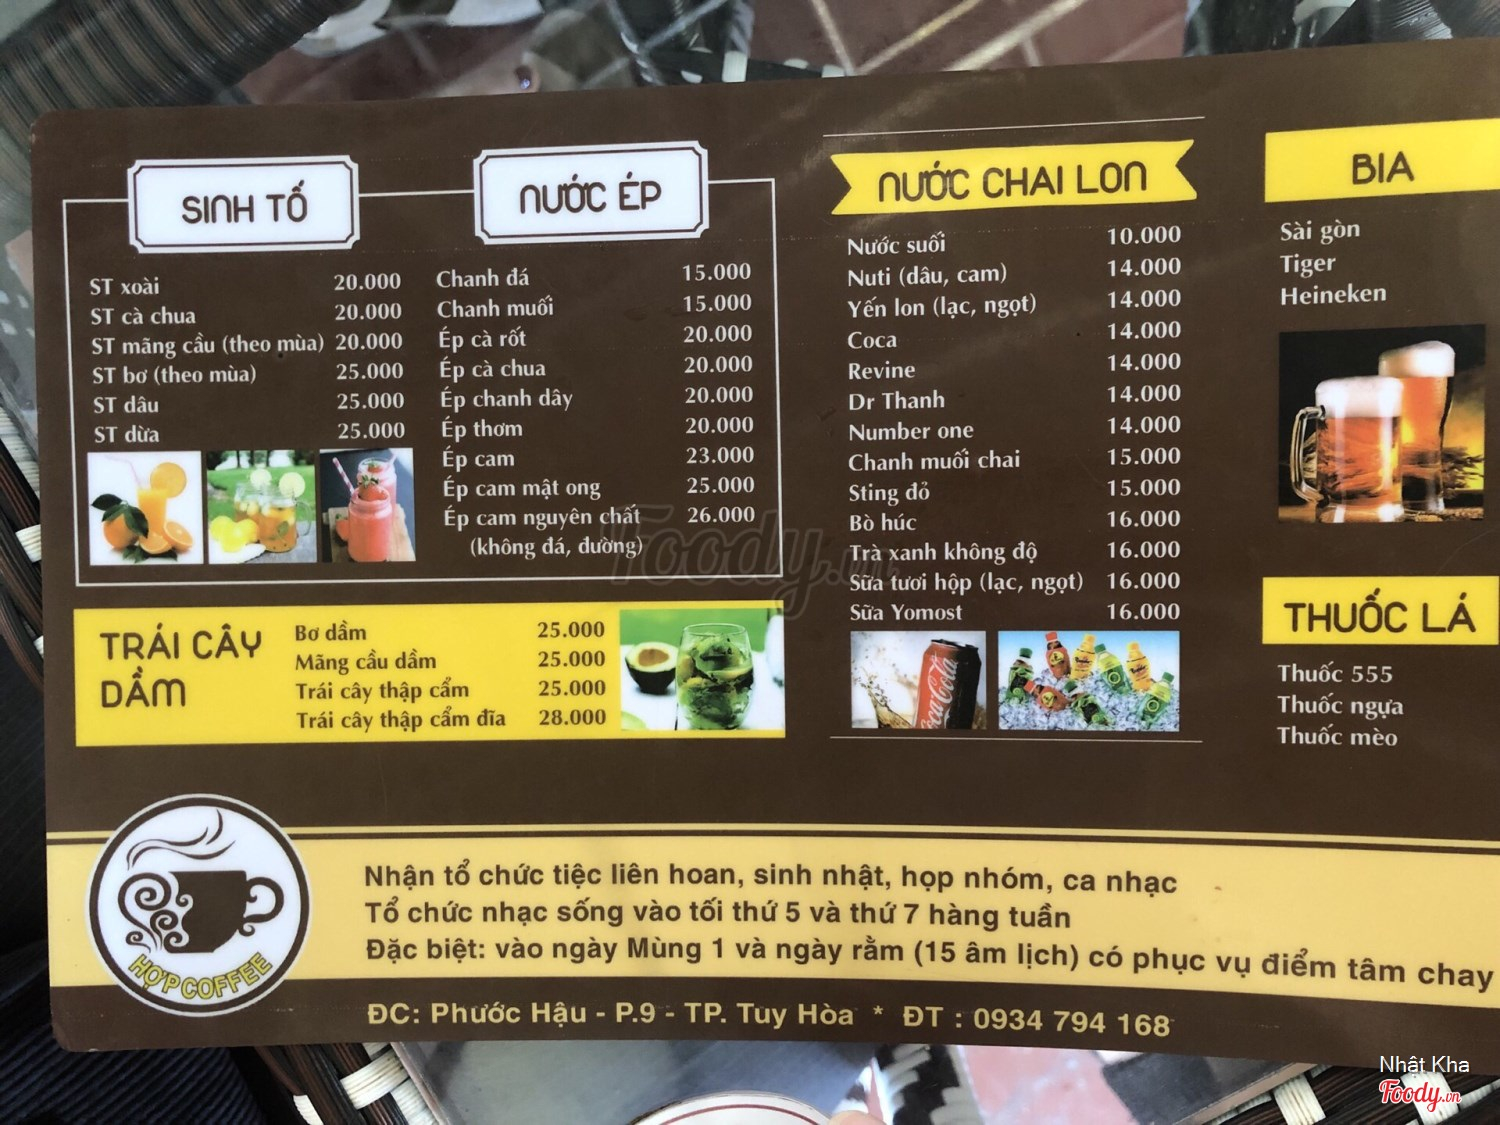 SINH TỐ
ST xoài 20.000
ST cà chua 20.000
ST mãng cầu (theo mùa) 20.000
ST bơ (theo mùa) 25.000
ST dâu 25.000
ST dừa 25.000
NƯỚC ÉP
Chanh đá 15.000
Chanh muối 15.000
Ép cà rốt 20.000
Ép cà chua 20.000
Ép chanh dây 20.000
Ép thơm 20.000
Ép cam 23.000
Ép cam mật ong 25.000
Ép cam nguyên chất 26.000
(không đá, đường)
TRÁI CÂY
DẦM
Bơ dầm 25.000
Mãng cầu dầm 25.000
Trái cây thập cẩm 25.000
Trái cây thập cẩm đĩa 28.000
NƯỚC CHAI LON
Nước suối 10.000
Nuti (dâu, cam) 14.000
Yến lon (lạc, ngọt) 14.000
Coca 14.000
Revine 14.000
Dr Thanh 14.000
Number one 14.000
Chanh muối chai 15.000
Sting đỏ 15.000
Bò húc 16.000
Trà xanh không độ 16.000
Sữa tươi hộp (lạc, ngọt) 16.000
Sữa Yomost 16.000
Coca-Cola
BIA
Sài gòn
Tiger
Heineken
THUỐC LÁ
Thuốc 555
Thuốc ngựa
Thuốc mèo
Foody.vn
HỢP COFFEE
Nhận tổ chức tiệc liên hoan, sinh nhật, họp nhóm, ca nhạc
Tổ chức nhạc sống vào tối thứ 5 và thứ 7 hàng tuần
Đặc biệt: vào ngày Mùng 1 và ngày rằm (15 âm lịch) có phục vụ điểm tâm chay
ĐC: Phước Hậu - P.9 - TP. Tuy Hòa * ĐT : 0934 794 168
Nhật Kha
Foody.vn